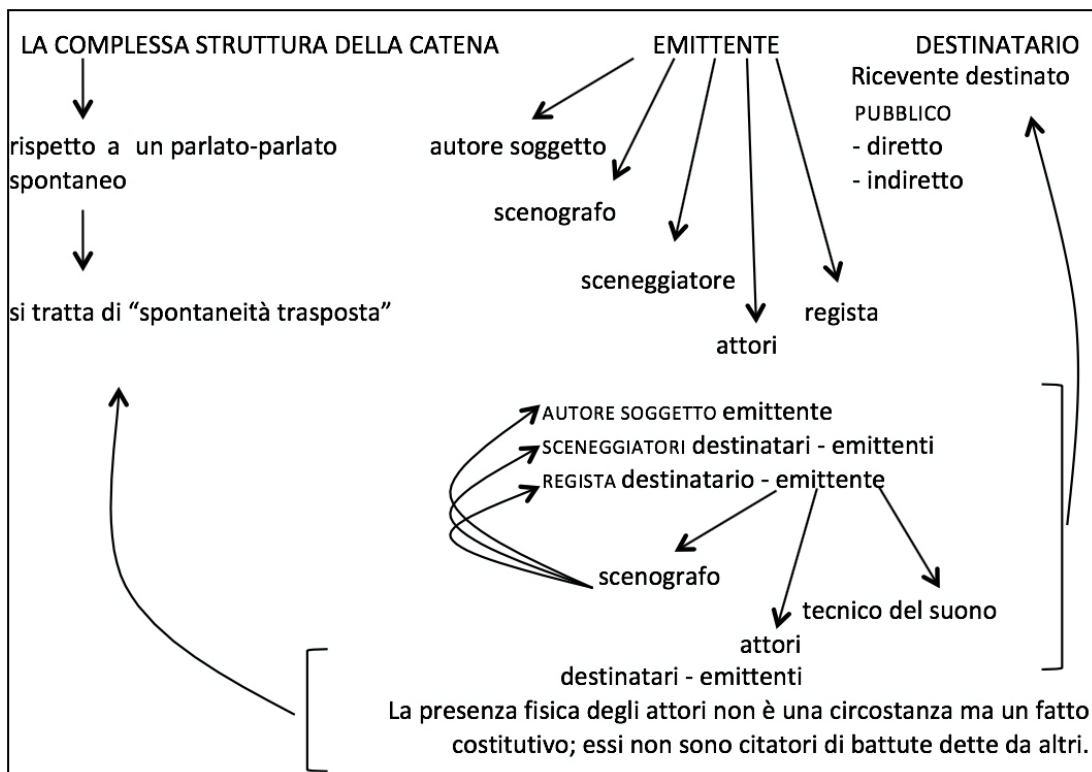 LA COMPLESSA STRUTTURA DELLA CATENA
EMITTENTE
DESTINATARIO
Ricevente destinato
PUBBLICO
- diretto
- indiretto
rispetto a un parlato-parlato
spontaneo
si tratta di “spontaneità trasposta”
autore soggetto
scenografo
sceneggiatore
regista
attori
AUTORE SOGGETTO emittente
SCENEGGIATORI destinatari - emittenti
REGISTA destinatario - emittente
scenografo
tecnico del suono
attori
destinatari - emittenti
La presenza fisica degli attori non è una circostanza ma un fatto
costitutivo; essi non sono citatori di battute dette da altri.